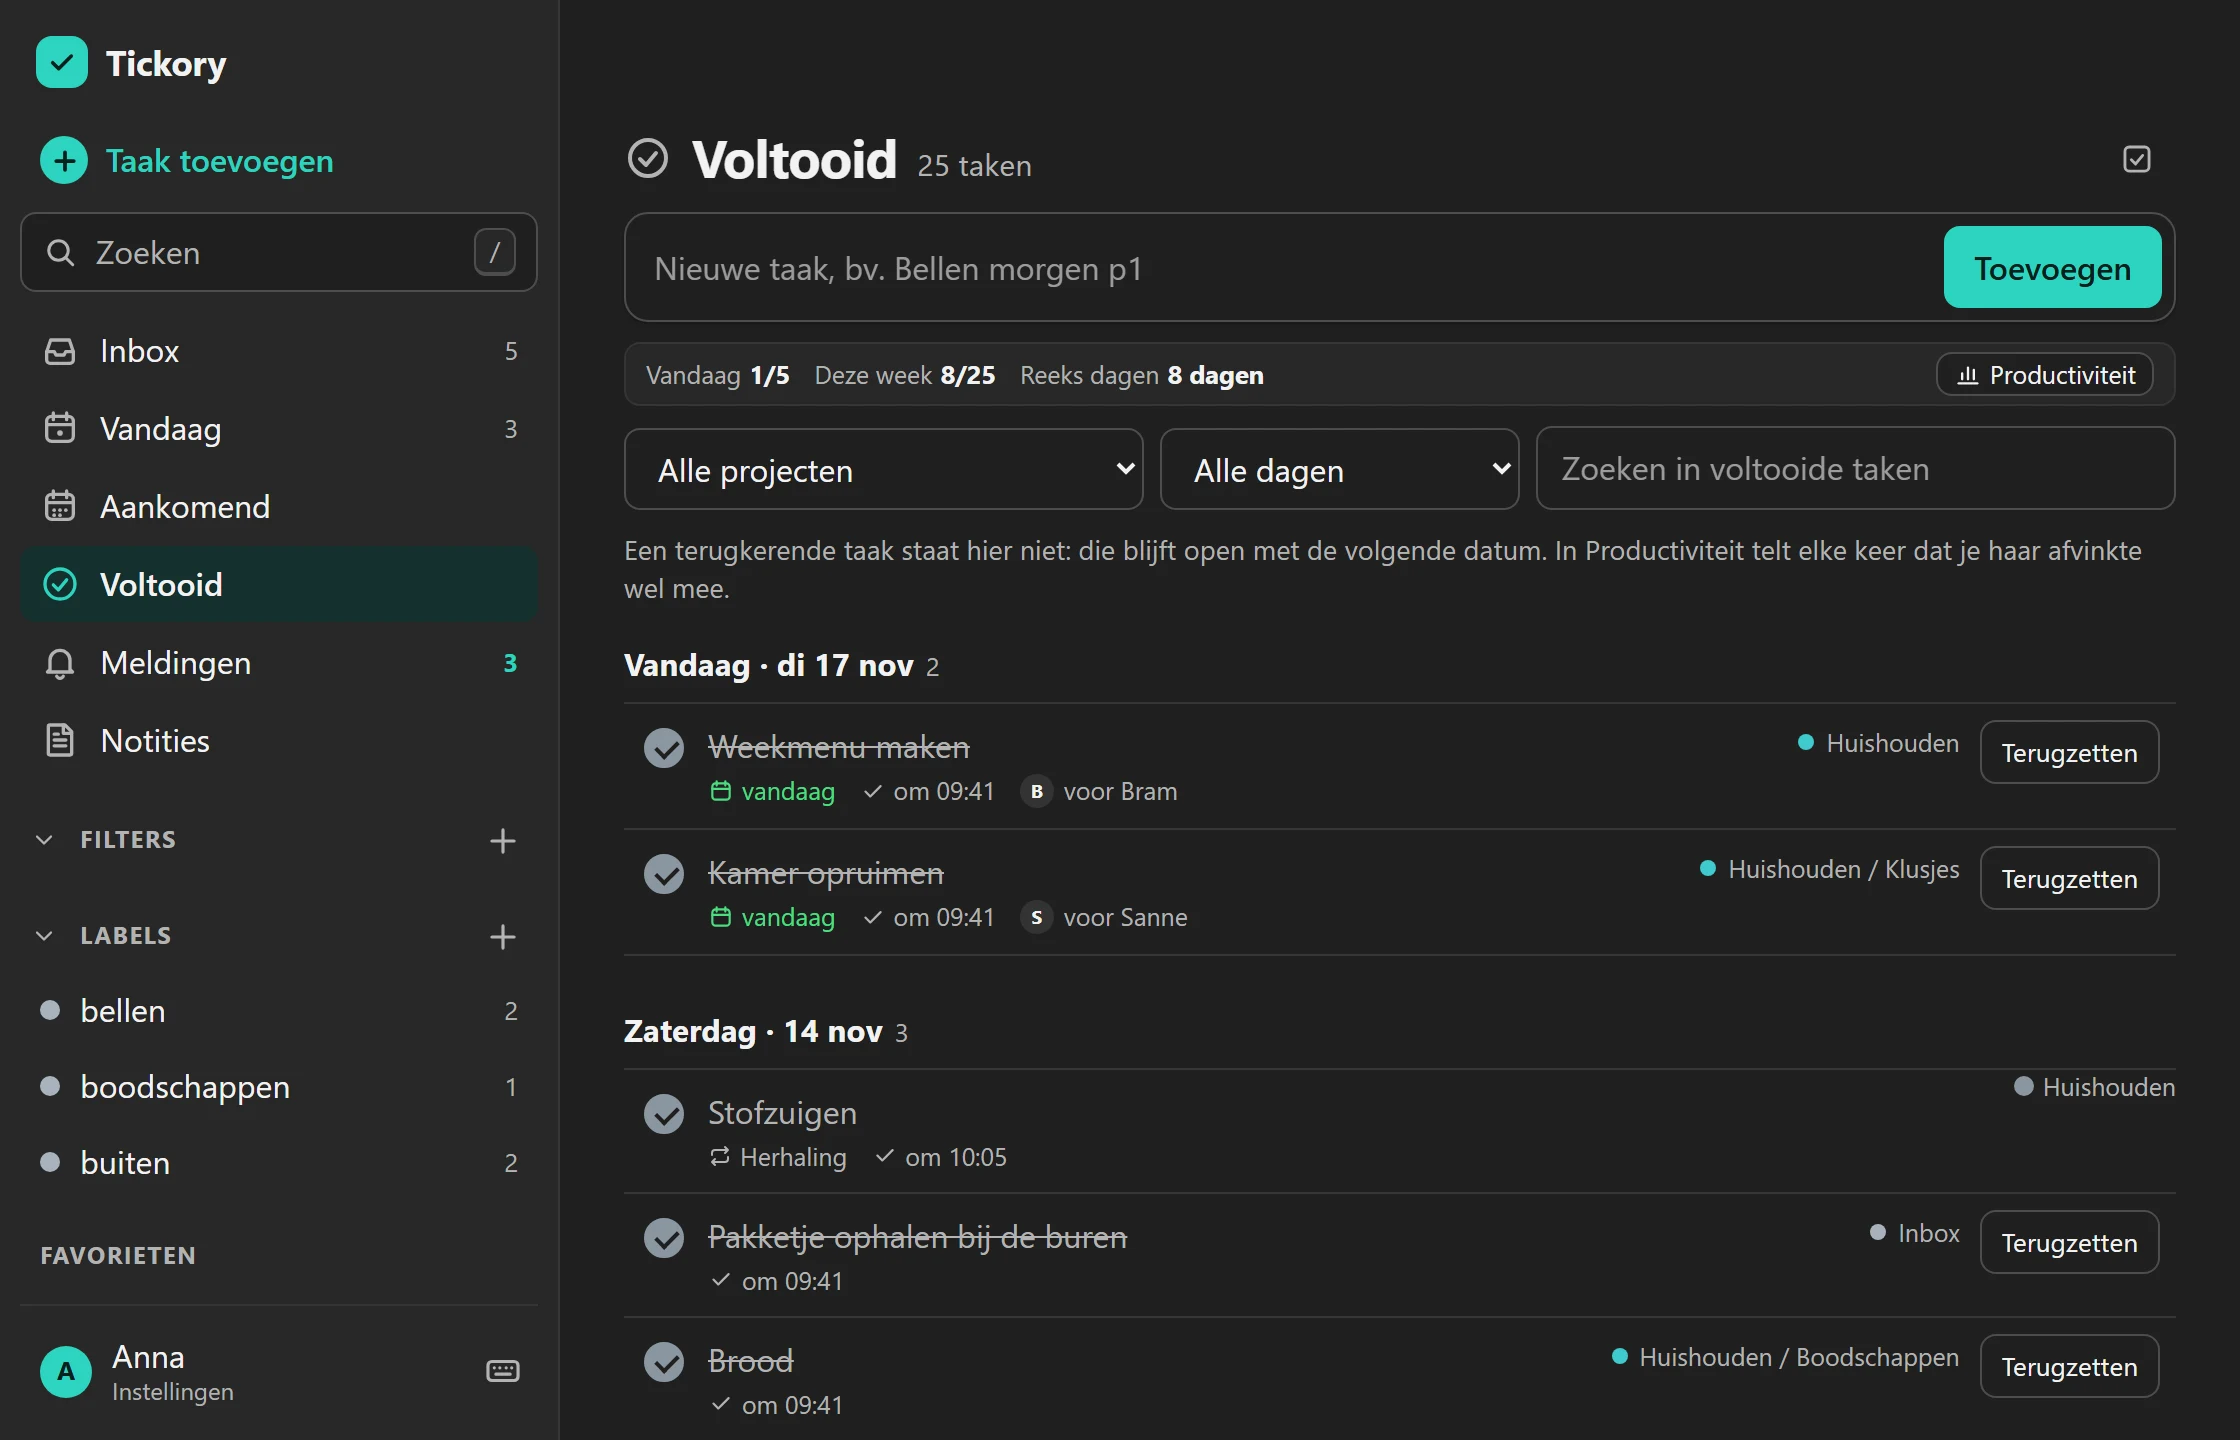 Tickory
Taak toevoegen
Zoeken /
Inbox 5
Vandaag 3
Aankomend
Voltooid
Meldingen 3
Notities
FILTERS
LABELS
bellen 2
boodschappen 1
buiten 2
FAVORIETEN
A Anna
Instellingen
Voltooid 25 taken
Nieuwe taak, bv. Bellen morgen p1 Toevoegen
Vandaag 1/5 Deze week 8/25 Reeks dagen 8 dagen Productiviteit
Alle projecten Alle dagen Zoeken in voltooide taken
Een terugkerende taak staat hier niet: die blijft open met de volgende datum. In Productiviteit telt elke keer dat je haar afvinkte
wel mee.
Vandaag · di 17 nov 2
Weekmenu maken Huishouden Terugzetten
vandaag om 09:41 B voor Bram
Kamer opruimen Huishouden / Klusjes Terugzetten
vandaag om 09:41 S voor Sanne
Zaterdag · 14 nov 3
Stofzuigen Huishouden
Herhaling om 10:05
Pakketje ophalen bij de buren Inbox Terugzetten
om 09:41
Brood Huishouden / Boodschappen Terugzetten
om 09:41